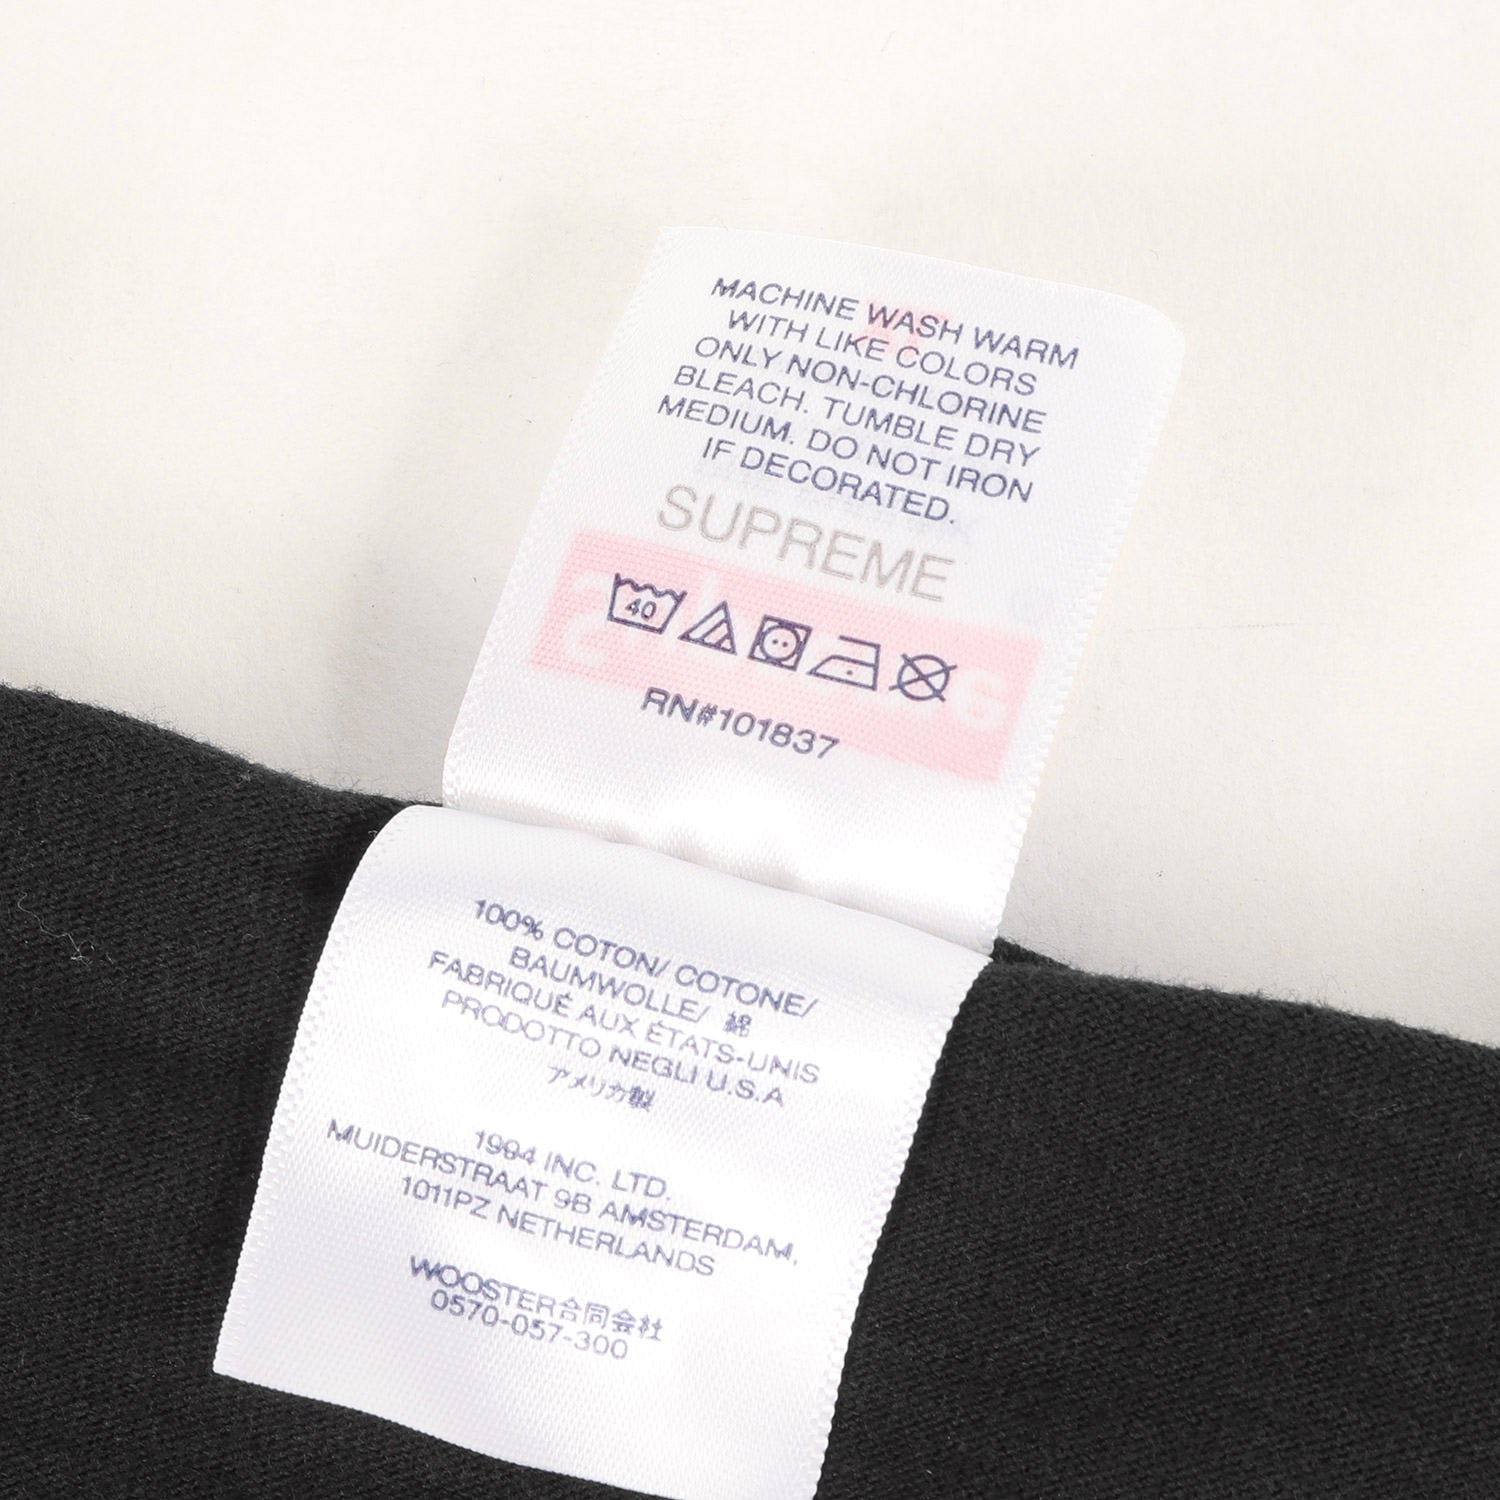 MACHINE WASH WARM
WITH LIKE COLORS
ONLY NON-CHLORINE
BLEACH. TUMBLE DRY
MEDIUM. DO NOT IRON
IF DECORATED.
SUPREME
40
RN#101837
100% COTON/ COTONE/
BAUMWOLLE/ 綿
FABRIQUÉ AUX ÉTATS-UNIS
PRODOTTO NEGLI U.S.A
アメリカ製
1994 INC. LTD.
MUIDERSTRAAT 9B AMSTERDAM,
1011PZ NETHERLANDS
WOOSTER合同会社
0570-057-300